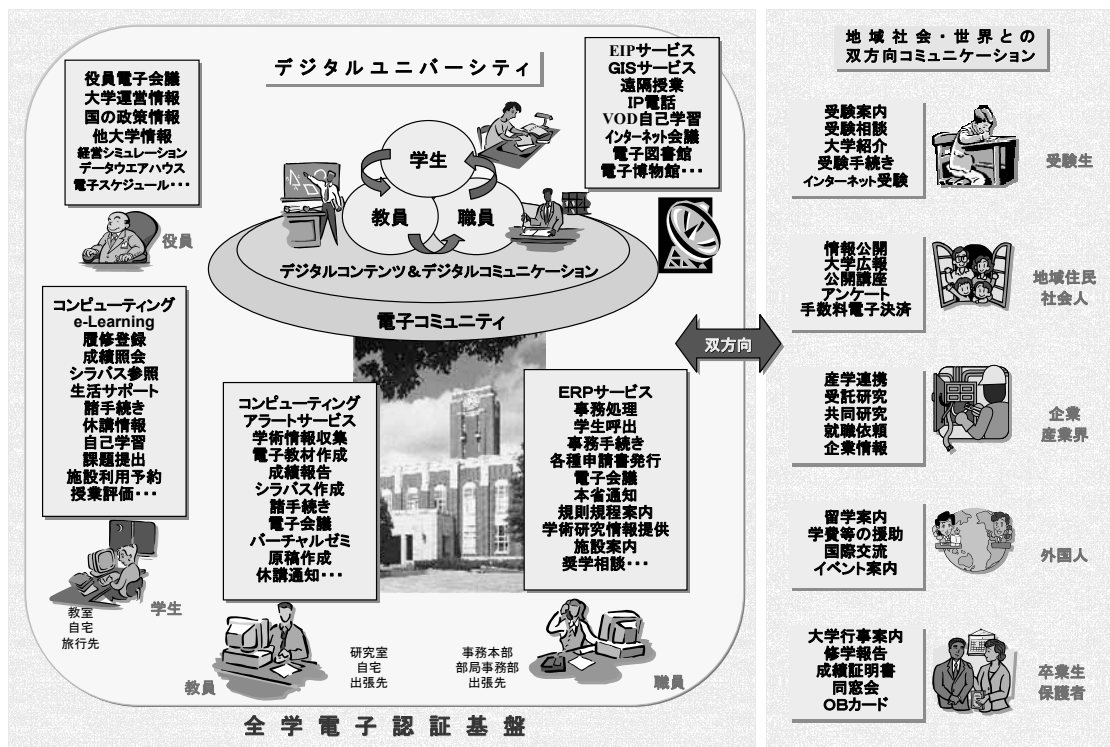 デジタルユニバーシティ
役員電子会議
大学運営情報
国の政策情報
他大学情報
経営シミュレーション
データウエアハウス
電子スケジュール・・・
役員
EIPサービス
GISサービス
遠隔授業
IP電話
VOD自己学習
インターネット会議
電子図書館
電子博物館・・・
学生
教員
職員
デジタルコンテンツ&デジタルコミュニケーション
電子コミュニティ
コンピューティング
e-Learning
履修登録
成績照会
シラバス参照
生活サポート
諸手続き
休講情報
自己学習
課題提出
施設利用予約
授業評価・・・
学生
教室
自宅
旅行先
コンピューティング
アラートサービス
学術情報収集
電子教材作成
成績報告
シラバス作成
諸手続き
電子会議
バーチャルゼミ
原稿作成
休講通知・・・
教員
研究室
自宅
出張先
ERPサービス
事務処理
学生呼出
事務手続き
各種申請書発行
電子会議
本省通知
規則規程案内
学術研究情報提供
施設案内
奨学相談・・・
事務本部
部局事務部
出張先
職員
全学電子認証基盤
双方向
地域社会・世界との
双方向コミュニケーション
受験案内
受験相談
大学紹介
受験手続き
インターネット受験
受験生
情報公開
大学広報
公開講座
アンケート
手数料電子決済
地域住民
社会人
産学連携
受託研究
共同研究
就職依頼
企業情報
企業
産業界
留学案内
学費等の援助
国際交流
イベント案内
外国人
大学行事案内
修学報告
成績証明書
同窓会
OBカード
卒業生
保護者